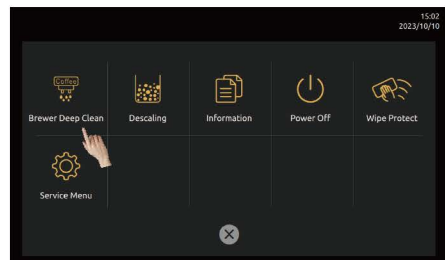 15:02
2023/10/10
Coffee
Brewer Deep Clean
Descaling
Information
Power Off
Wipe Protect
Service Menu